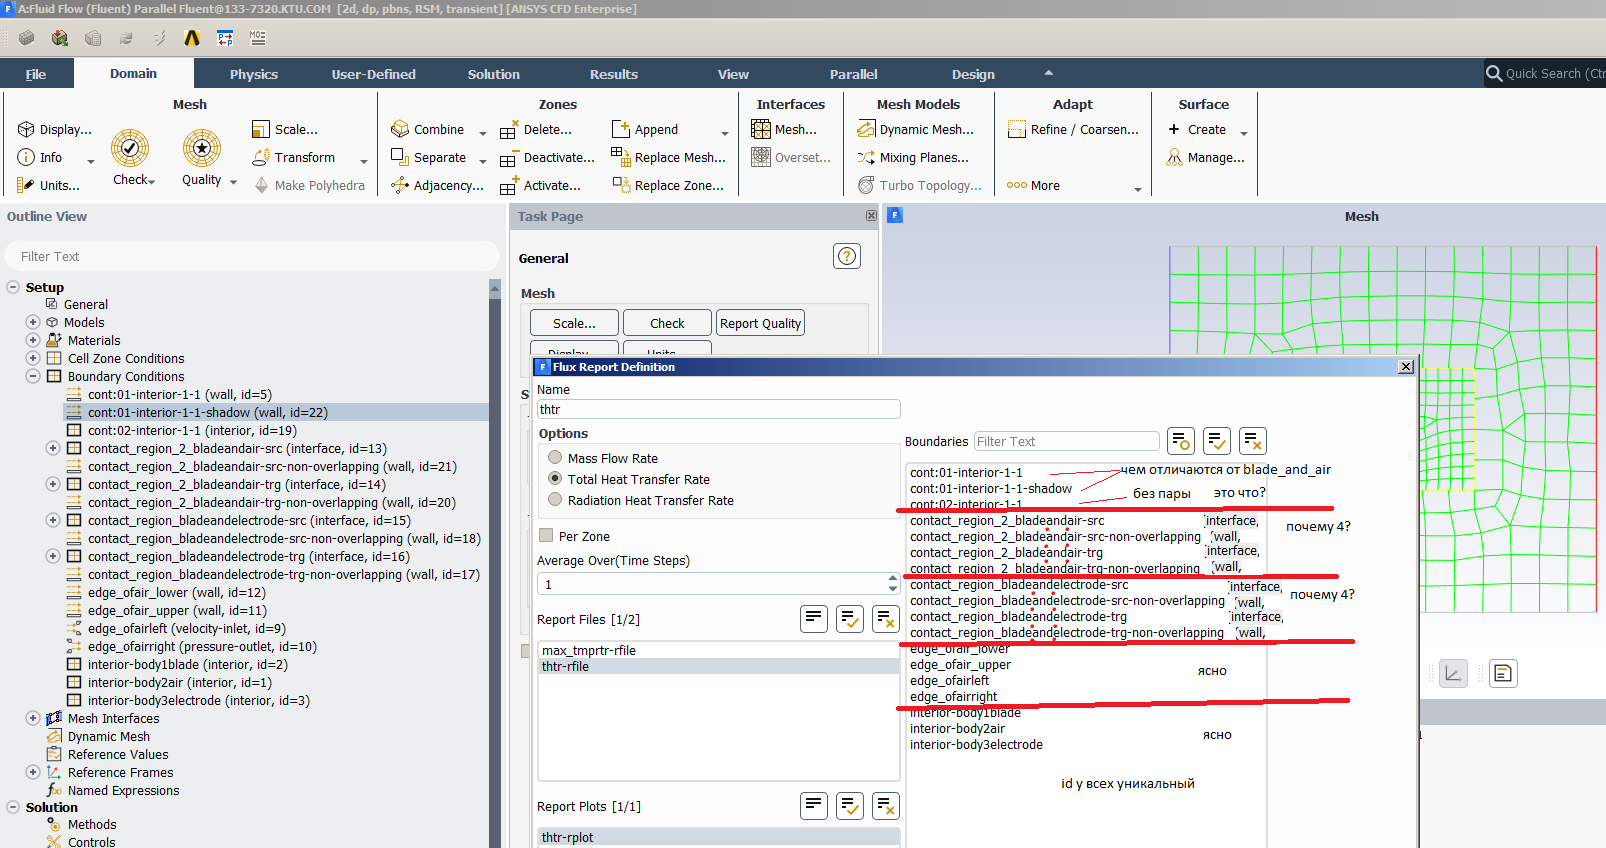 A:Fluid Flow (Fluent) Parallel Fluent@133-7320.KTU.COM [2d, dp, pbns, RSM, transient] [ANSYS CFD Enterprise]
File Domain Physics User-Defined Solution Results View Parallel Design Quick Search (Ctr
Mesh
Display...
Info
Units...
Check
Quality
Scale...
Transform
Make Polyhedra
Zones
Combine
Separate
Adjacency...
Delete...
Deactivate...
Activate...
Append
Replace Mesh...
Replace Zone...
Interfaces
Mesh...
Overset...
Mesh Models
Dynamic Mesh...
Mixing Planes...
Turbo Topology...
Adapt
Refine / Coarsen...
More
Surface
Create
Manage...
Outline View
Filter Text
Setup
General
Models
Materials
Cell Zone Conditions
Boundary Conditions
cont:01-interior-1-1 (wall, id=5)
cont:01-interior-1-1-shadow (wall, id=22)
cont:02-interior-1-1 (interior, id=19)
contact_region_2_bladeandair-src (interface, id=13)
contact_region_2_bladeandair-src-non-overlapping (wall, id=21)
contact_region_2_bladeandair-trg (interface, id=14)
contact_region_2_bladeandair-trg-non-overlapping (wall, id=20)
contact_region_bladeandelectrode-src (interface, id=15)
contact_region_bladeandelectrode-src-non-overlapping (wall, id=18)
contact_region_bladeandelectrode-trg (interface, id=16)
contact_region_bladeandelectrode-trg-non-overlapping (wall, id=17)
edge_ofair_lower (wall, id=12)
edge_ofair_upper (wall, id=11)
edge_ofairleft (velocity-inlet, id=9)
edge_ofairright (pressure-outlet, id=10)
interior-body1blade (interior, id=2)
interior-body2air (interior, id=1)
interior-body3electrode (interior, id=3)
Mesh Interfaces
Dynamic Mesh
Reference Values
Reference Frames
Named Expressions
Solution
Methods
Controls
Task Page
General
Mesh
Scale... Check Report Quality
Display... Units...
Mesh
Flux Report Definition
Name
thtr
Options
Mass Flow Rate
Total Heat Transfer Rate
Radiation Heat Transfer Rate
Per Zone
Average Over(Time Steps)
1
Report Files [1/2]
max_tmprtr-rfile
thtr-rfile
Report Plots [1/1]
thtr-rplot
Boundaries Filter Text
cont:01-interior-1-1 чем отличаются от blade_and_air
cont:01-interior-1-1-shadow без пары это что?
cont:02-interior-1-1
contact_region_2_bladeandair-src (interface, почему 4?
contact_region_2_bladeandair-src-non-overlapping (wall,
contact_region_2_bladeandair-trg (interface,
contact_region_2_bladeandair-trg-non-overlapping (wall,
contact_region_bladeandelectrode-src (interface, почему 4?
contact_region_bladeandelectrode-src-non-overlapping (wall,
contact_region_bladeandelectrode-trg (interface,
contact_region_bladeandelectrode-trg-non-overlapping (wall,
edge_ofair_lower
edge_ofair_upper ясно
edge_ofairleft
edge_ofairright
interior-body1blade
interior-body2air ясно
interior-body3electrode
id у всех уникальный